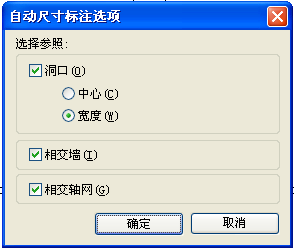 自动尺寸标注选项
选择参照:
洞口(O)
中心(C)
宽度(W)
相交墙(I)
相交轴网(G)
确定
取消